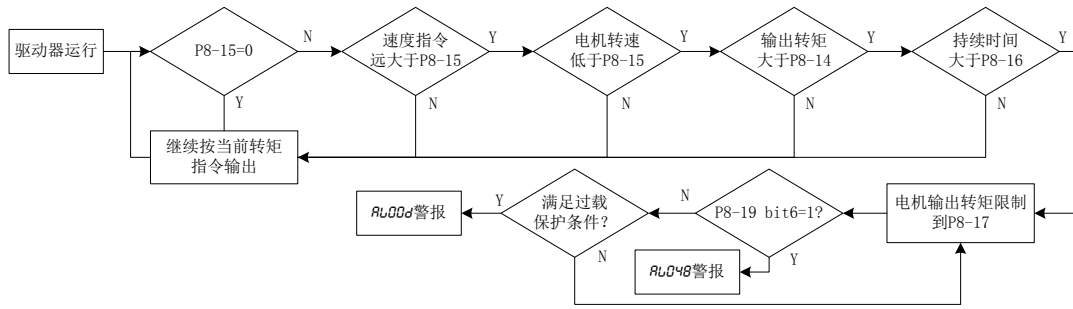 驱动器运行
P8-15=0
N
Y
速度指令
远大于P8-15
Y
N
电机转速
低于P8-15
Y
N
输出转矩
大于P8-14
Y
N
持续时间
大于P8-16
Y
N
继续按当前转矩
指令输出
AL00d警报
Y
满足过载
保护条件?
N
N
P8-19 bit6=1?
Y
AL048警报
电机输出转矩限制
到P8-17